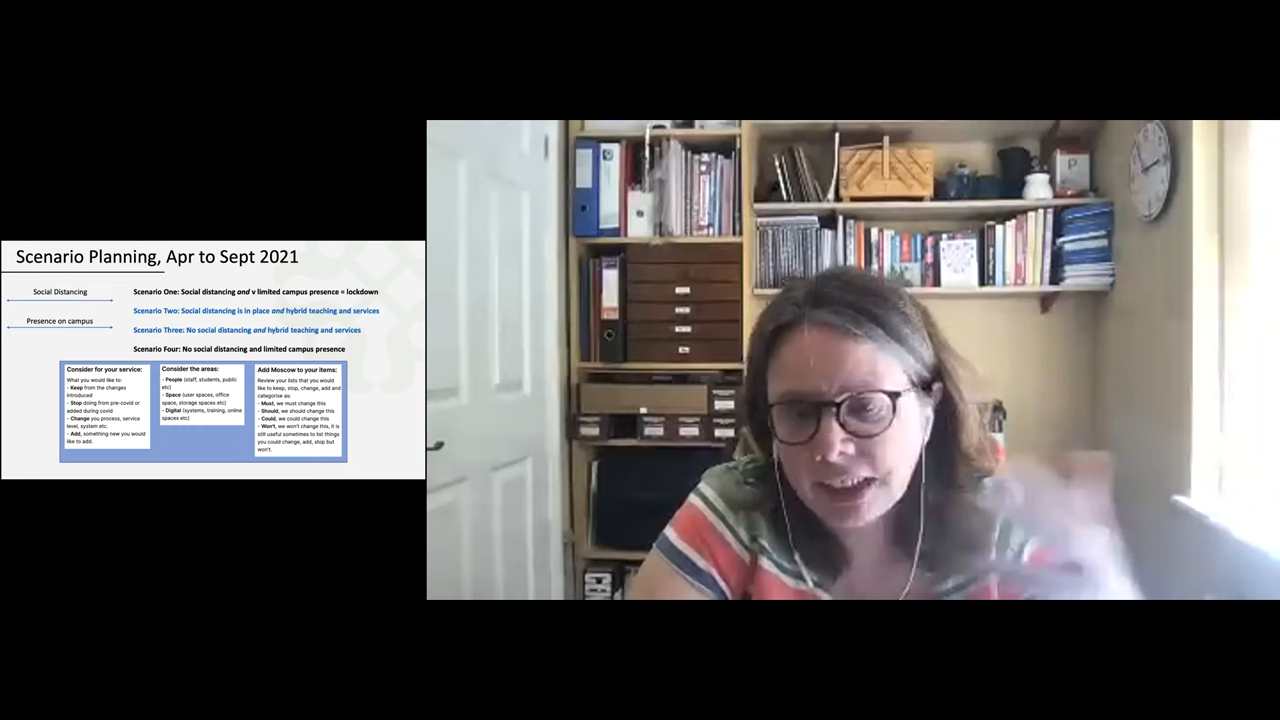 Scenario Planning, Apr to Sept 2021
Social Distancing
Presence on campus
Scenario One: Social distancing and v limited campus presence = lockdown
Scenario Two: Social distancing is in place and hybrid teaching and services
Scenario Three: No social distancing and hybrid teaching and services
Scenario Four: No social distancing and limited campus presence
Consider for your service:
What you would like to:
- Keep from the changes
introduced
- Stop doing from pre-covid or
added during covid
- Change you process, service
level, system etc.
- Add, something new you would
like to add.
Consider the areas:
- People (staff, students, public
etc)
- Space (user spaces, office
space, storage spaces etc)
- Digital (systems, training, online
spaces etc)
Add Moscow to your items:
Review your lists that you would
like to keep, stop, change, add and
categorise as:
- Must, we must change this
- Should, we should change this
- Could, we could change this
- Won't, we won't change this, it is
still useful sometimes to list things
you could change, add, stop but
won't.
P